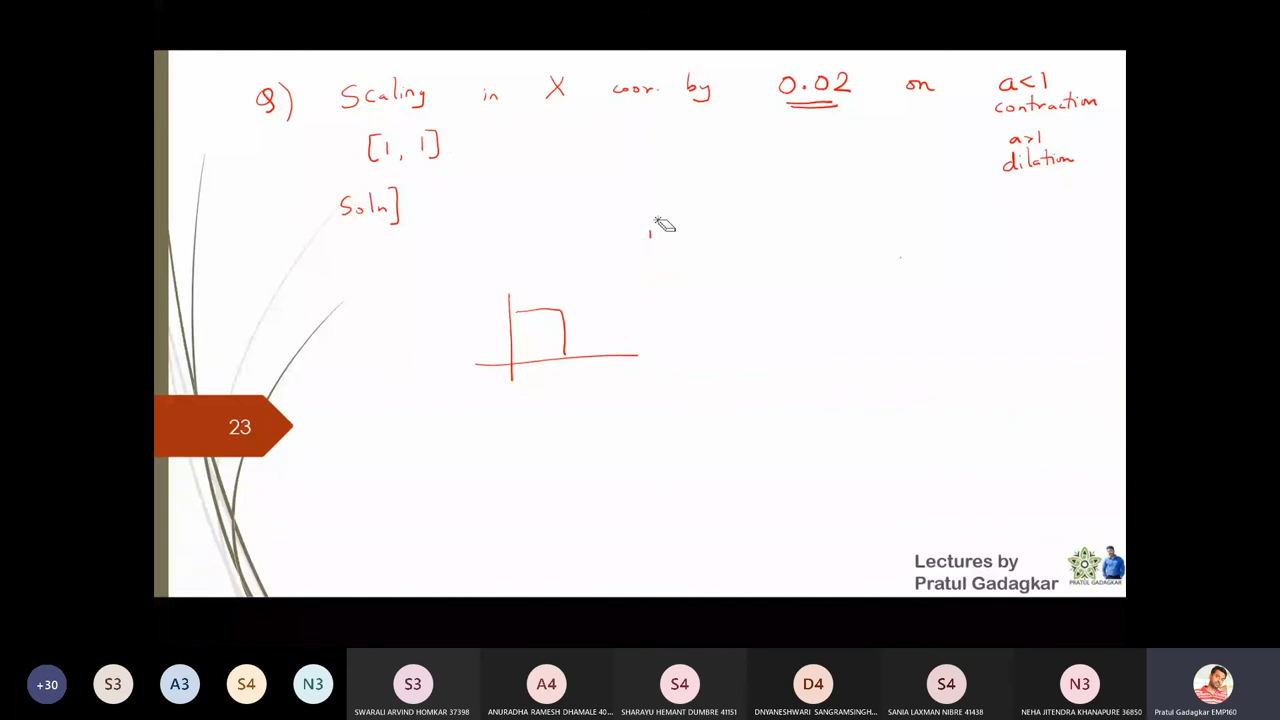 Q) Scaling in X coor. by 0.02 on
[1, 1]
a<1
contraction
a>1
dilation
Soln]
23
Lectures by
Pratul Gadagkar
PRATUL GADAGKAR
+30
S3
A3
S4
N3
S3
SWARALI ARVIND HOMKAR 37398
A4
ANURADHA RAMESH DHAMALE 40...
S4
SHARAYU HEMANT DUMBRE 41151
D4
DNYANESHWARI SANGRAMSINGH...
S4
SANIA LAXMAN NIBRE 41438
N3
NEHA JITENDRA KHANAPURE 36850
Pratul Gadagkar EMP160